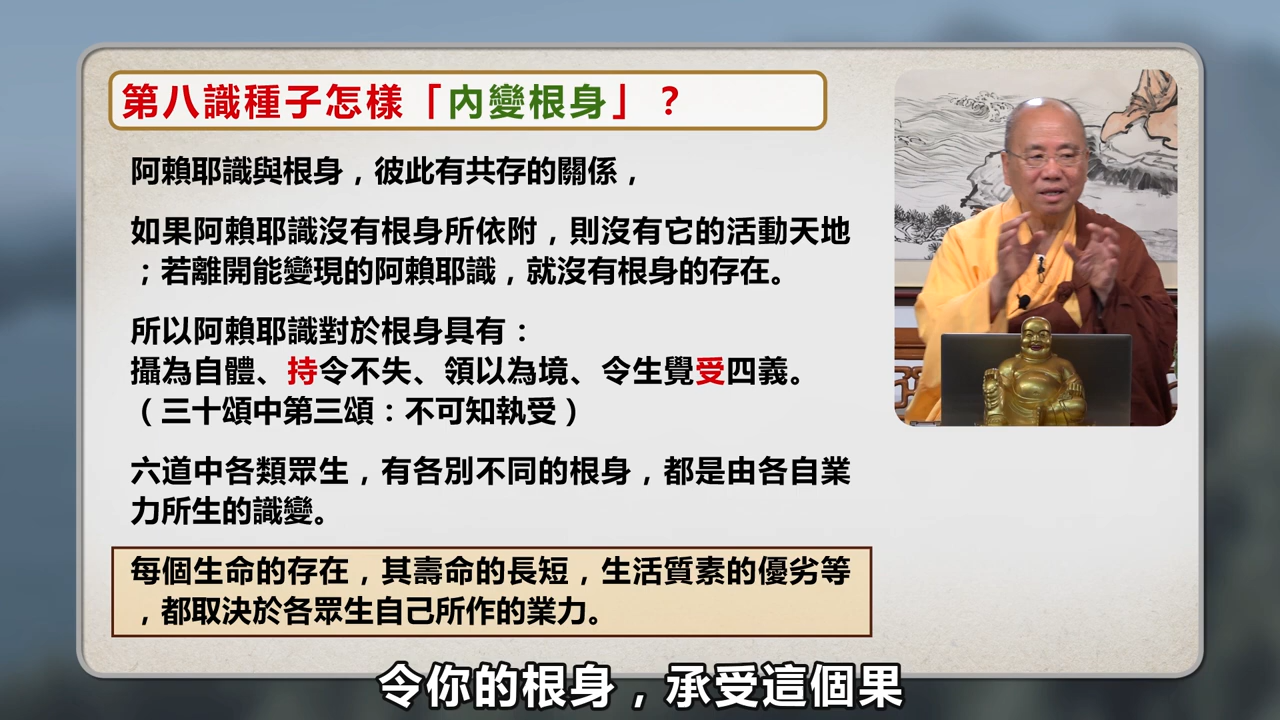 第八識種子怎樣「內變根身」？
阿賴耶識與根身，彼此有共存的關係，
如果阿賴耶識沒有根身所依附，則沒有它的活動天地
；若離開能變現的阿賴耶識，就沒有根身的存在。
所以阿賴耶識對於根身具有：
攝為自體、持令不失、領以為境、令生覺受四義。
（三十頌中第三頌：不可知執受）
六道中各類眾生，有各別不同的根身，都是由各自業
力所生的識變。
每個生命的存在，其壽命的長短，生活質素的優劣等
，都取決於各眾生自己所作的業力。
令你的根身，承受這個果